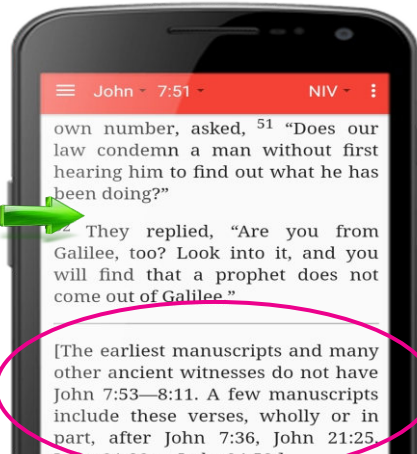 John 7:51 NIV
own number, asked, 51 “Does our
law condemn a man without first
hearing him to find out what he has
been doing?”
They replied, “Are you from
Galilee, too? Look into it, and you
will find that a prophet does not
come out of Galilee.”
[The earliest manuscripts and many
other ancient witnesses do not have
John 7:53—8:11. A few manuscripts
include these verses, wholly or in
part, after John 7:36, John 21:25,